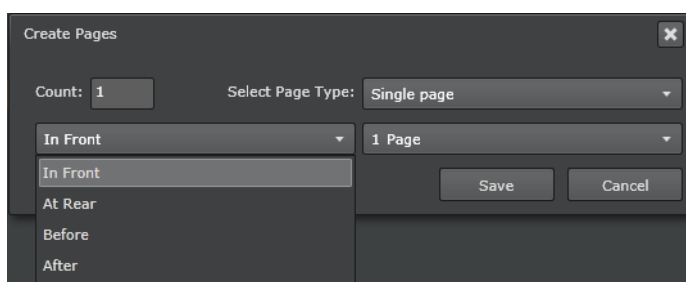 Create Pages
Count: 1 Select Page Type: Single page
In Front 1 Page
In Front
Save Cancel
At Rear
Before
After